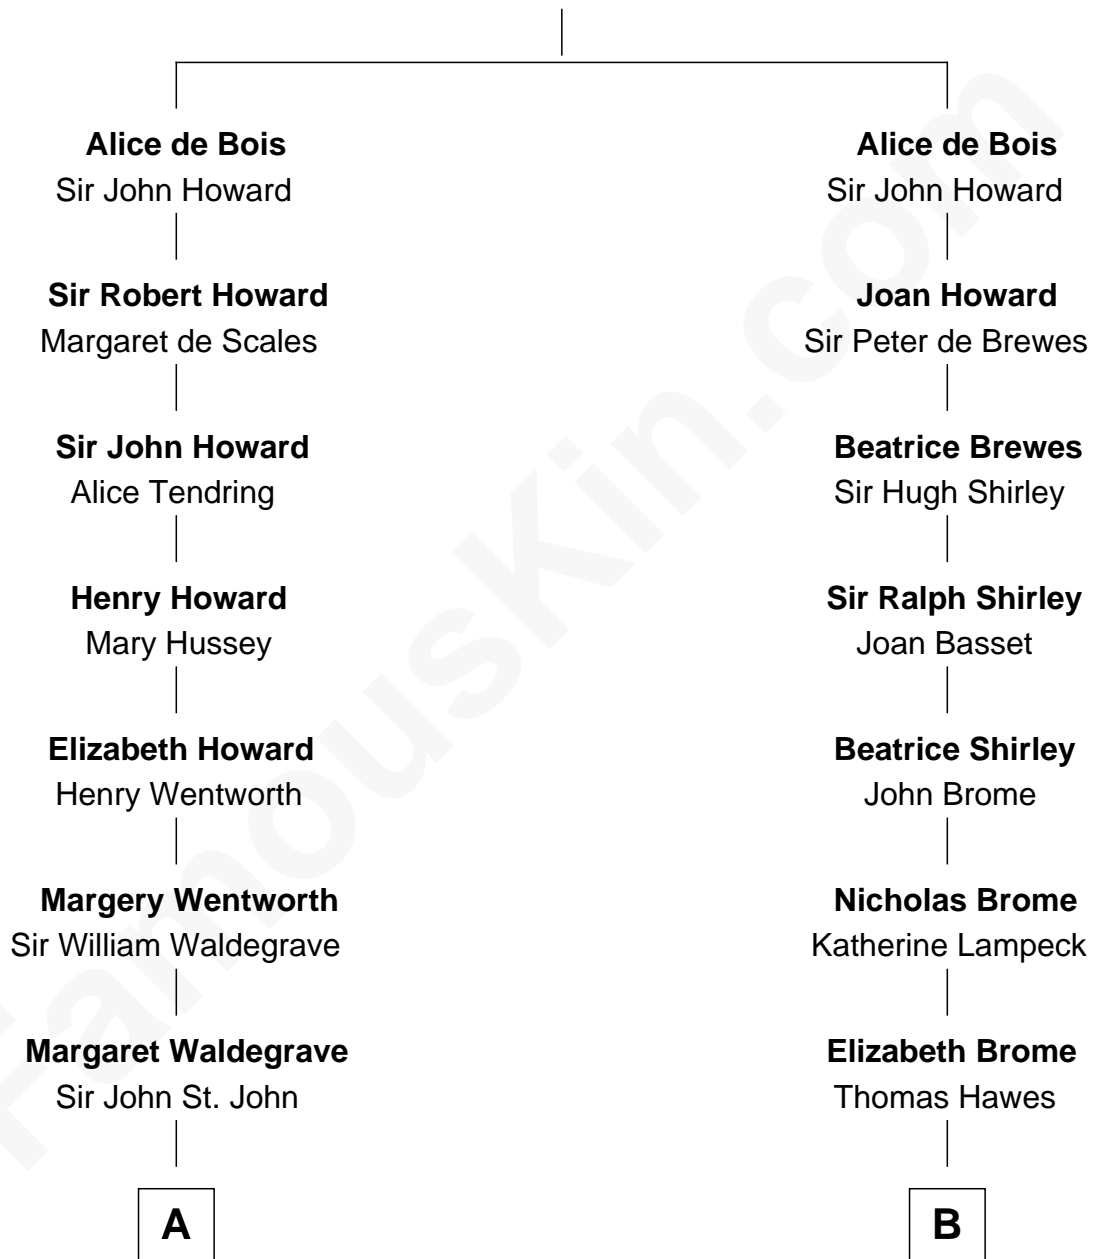 Alice de Bois
Sir John Howard
Sir Robert Howard
Margaret de Scales
Sir John Howard
Alice Tendring
Henry Howard
Mary Hussey
Elizabeth Howard
Henry Wentworth
Margery Wentworth
Sir William Waldegrave
Margaret Waldegrave
Sir John St. John
A
Alice de Bois
Sir John Howard
Joan Howard
Sir Peter de Brewes
Beatrice Brewes
Sir Hugh Shirley
Sir Ralph Shirley
Joan Basset
Beatrice Shirley
John Brome
Nicholas Brome
Katherine Lampeck
Elizabeth Brome
Thomas Hawes
B
FamousKin.com